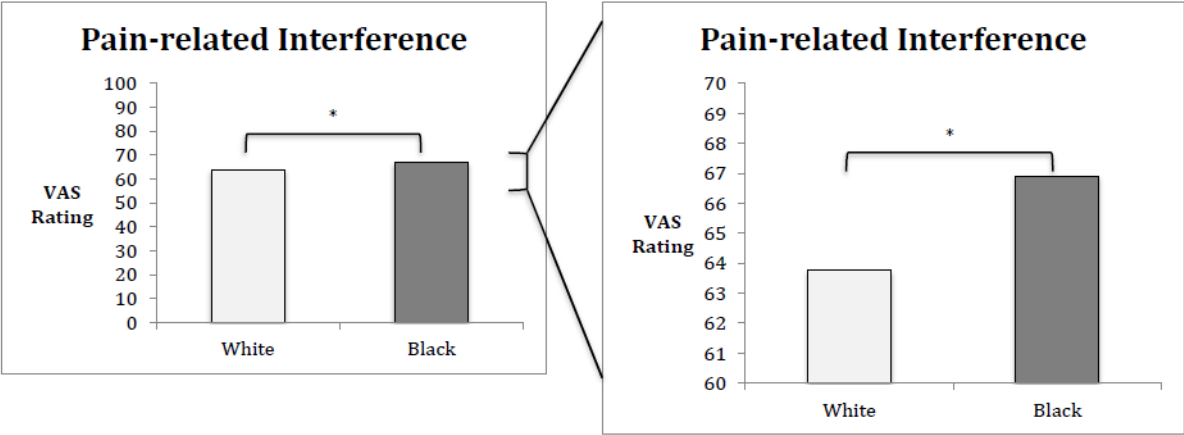 Pain-related Interference
100
90
80
70
60
50
40
30
20
10
0
VAS
Rating
*
White
Black
Pain-related Interference
70
69
68
67
66
65
64
63
62
61
60
VAS
Rating
*
White
Black